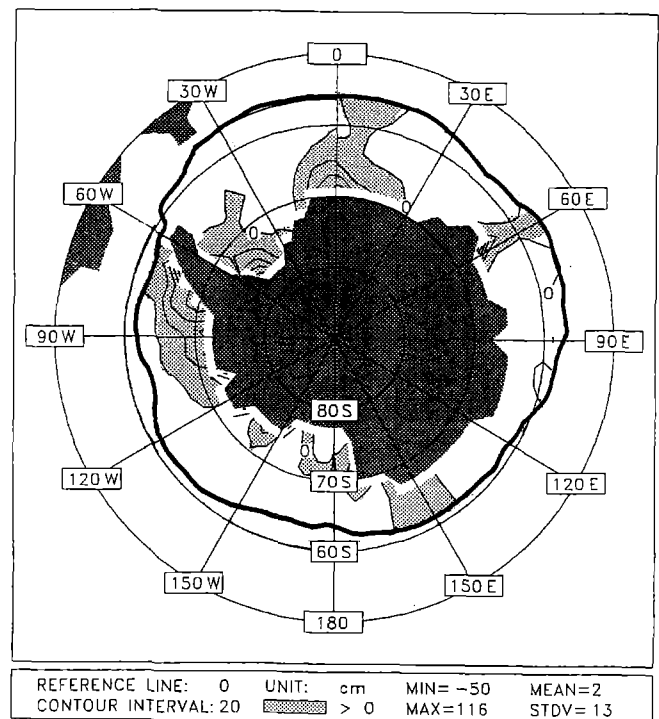 0
30W
30E
60W
60E
0
0
0
90W
90E
80S
0
70S
120W
120E
60S
150W
150E
180
REFERENCE LINE: 0 UNIT: cm MIN= -50 MEAN=2
CONTOUR INTERVAL: 20 > 0 MAX=116 STDV= 13